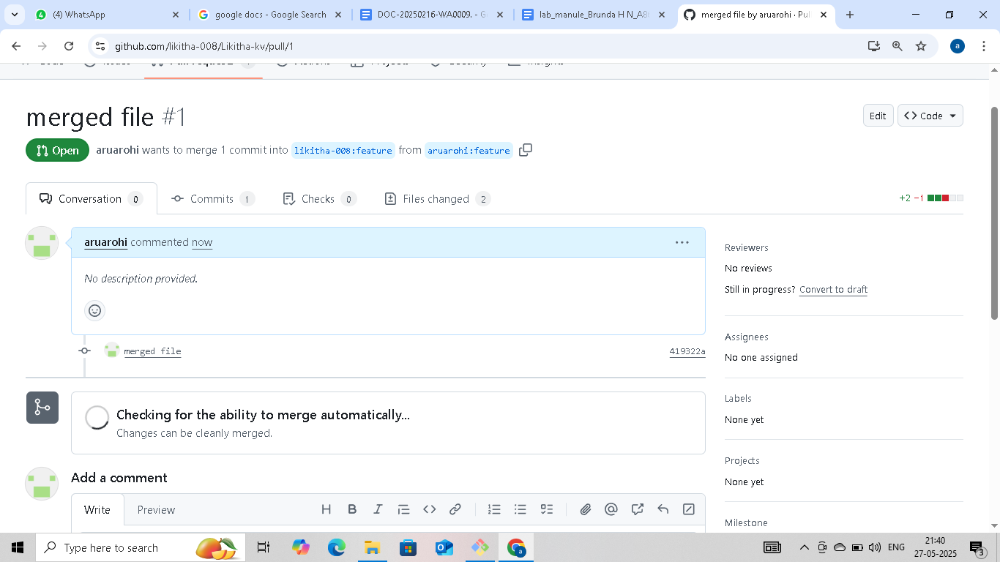 (4) WhatsApp
google docs - Google Search
DOC-20250216-WA0009. - G
lab_manule_Brunda H N_A8
merged file by aruarohi · Pul
github.com/likitha-008/Likitha-kv/pull/1
a
merged file #1
Edit
Code
Open
aruarohi wants to merge 1 commit into likitha-008:feature from aruarohi:feature
Conversation 0
Commits 1
Checks 0
Files changed 2
+2 −1
aruarohi commented now
No description provided.
merged file
419322a
Checking for the ability to merge automatically...
Changes can be cleanly merged.
Add a comment
Write
Preview
Reviewers
No reviews
Still in progress? Convert to draft
Assignees
No one assigned
Labels
None yet
Projects
None yet
Milestone
Type here to search
ENG
21:40
27-05-2025
3